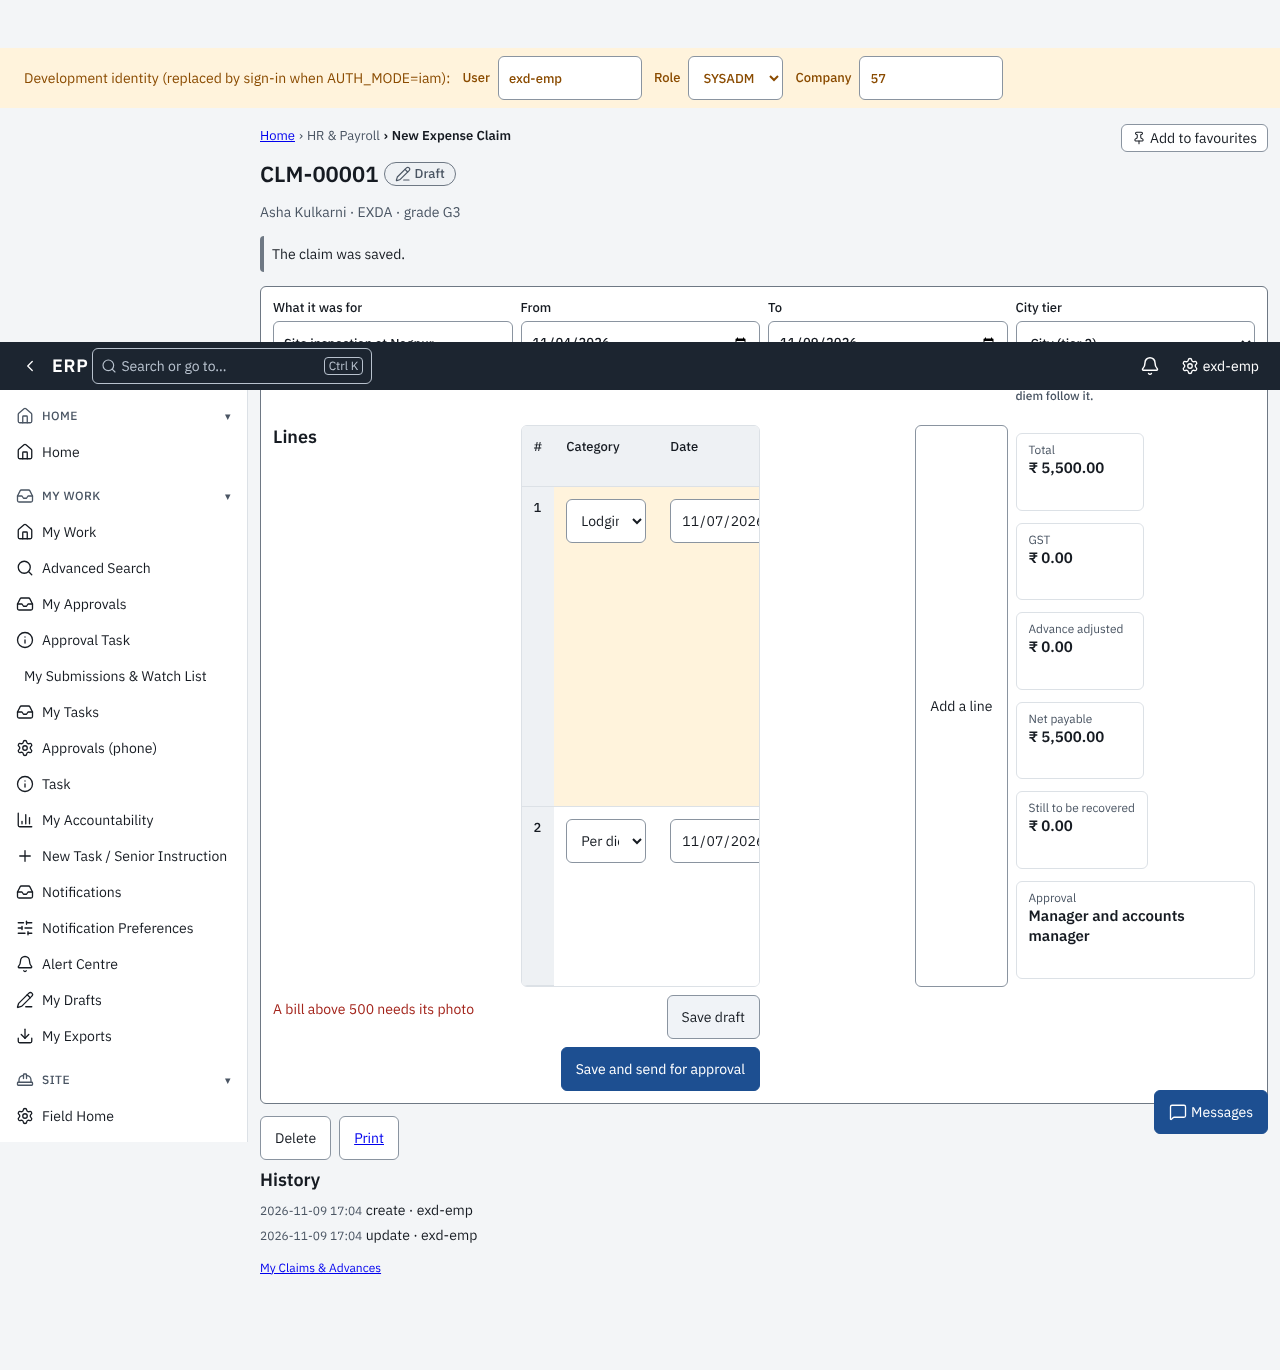 Development identity (replaced by sign-in when AUTH_MODE=iam): User exd-emp Role SYSADM Company 57
Home › HR & Payroll › New Expense Claim
Add to favourites
CLM-00001 Draft
Asha Kulkarni · EXDA · grade G3
The claim was saved.
What it was for From To City tier
ERP Search or go to... Ctrl K exd-emp
diem follow it.
HOME
Home
MY WORK
My Work
Advanced Search
My Approvals
Approval Task
My Submissions & Watch List
My Tasks
Approvals (phone)
Task
My Accountability
New Task / Senior Instruction
Notifications
Notification Preferences
Alert Centre
My Drafts
My Exports
SITE
Field Home
Lines
# Category Date
1 Lodgin 11/07/2026
2 Per die 11/07/2026
Add a line
Total
₹ 5,500.00
GST
₹ 0.00
Advance adjusted
₹ 0.00
Net payable
₹ 5,500.00
Still to be recovered
₹ 0.00
Approval
Manager and accounts
manager
A bill above 500 needs its photo
Save draft
Save and send for approval
Messages
Delete
Print
History
2026-11-09 17:04 create · exd-emp
2026-11-09 17:04 update · exd-emp
My Claims & Advances